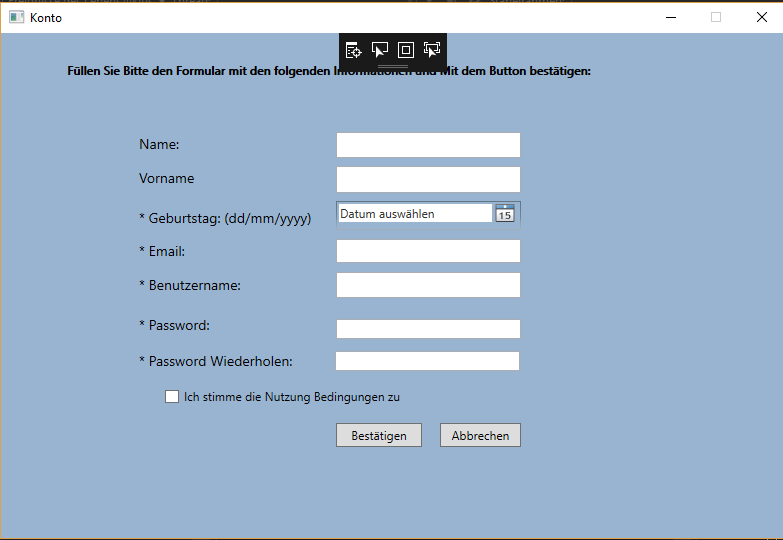 Konto
Füllen Sie Bitte den Formular mit den folgenden Informationen und Mit dem Button bestätigen:
Name:
Vorname
* Geburtstag: (dd/mm/yyyy)
Datum auswählen
15
* Email:
* Benutzername:
* Password:
* Password Wiederholen:
Ich stimme die Nutzung Bedingungen zu
Bestätigen
Abbrechen